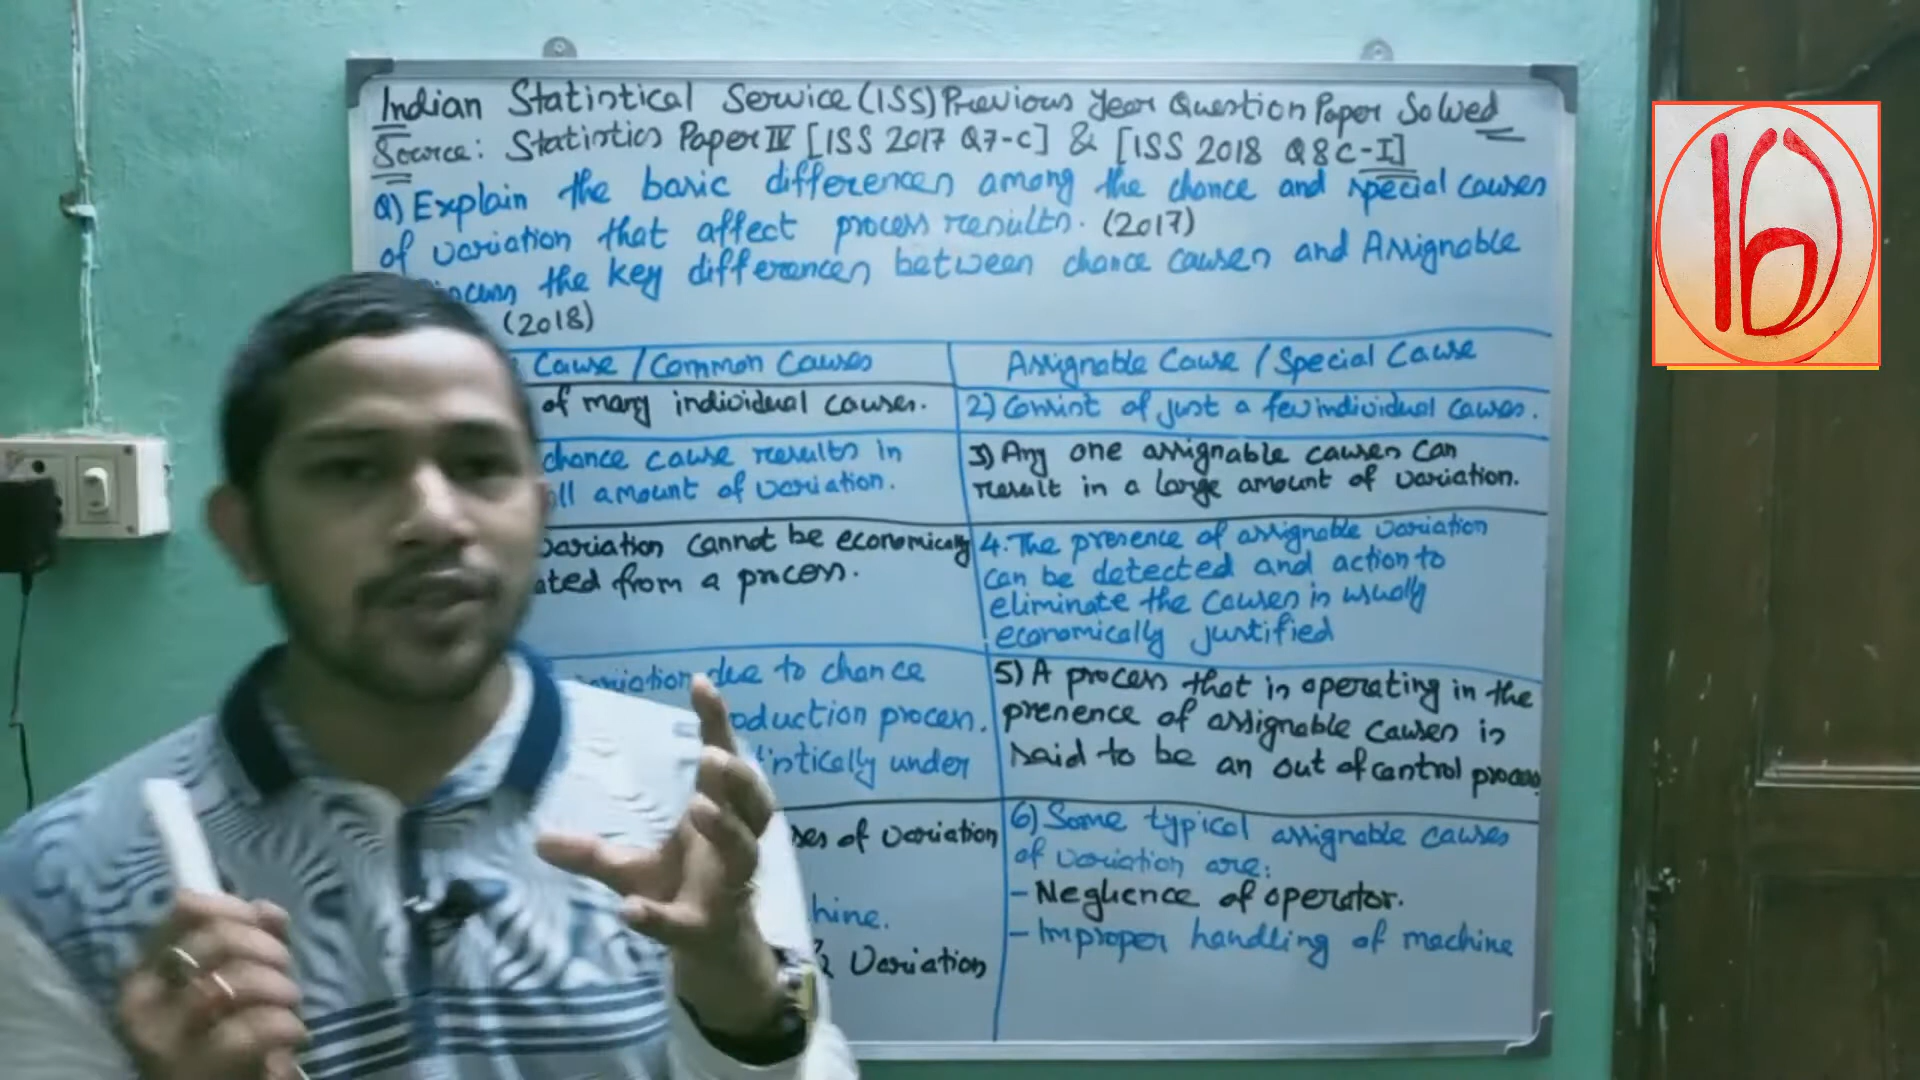 Indian Statistical Service (ISS) Previous Year Question Paper Solved
Source: Statistics Paper IV [ISS 2017 Q7-C] & [ISS 2018 Q8C-I]
Q) Explain the basic differences among the chance and special causes
of variation that affect process results. (2017)
the key differences between chance causes and Assignable
(2018)
Cause / Common Causes
Assignable Cause / Special Cause
of many individual causes.
2) Consist of just a few individual causes.
chance cause results in
amount of variation.
3) Any one assignable causes can
result in a large amount of variation.
variation cannot be economically
from a process.
4. The presence of assignable variation
can be detected and action to
eliminate the causes is usually
economically justified
variation due to chance
process.
under
5) A process that is operating in the
presence of assignable causes is
said to be an out of control process
of variation
Variation
6) Some typical assignable causes
of variation are:
- Neglience of operator.
- Improper handling of machine